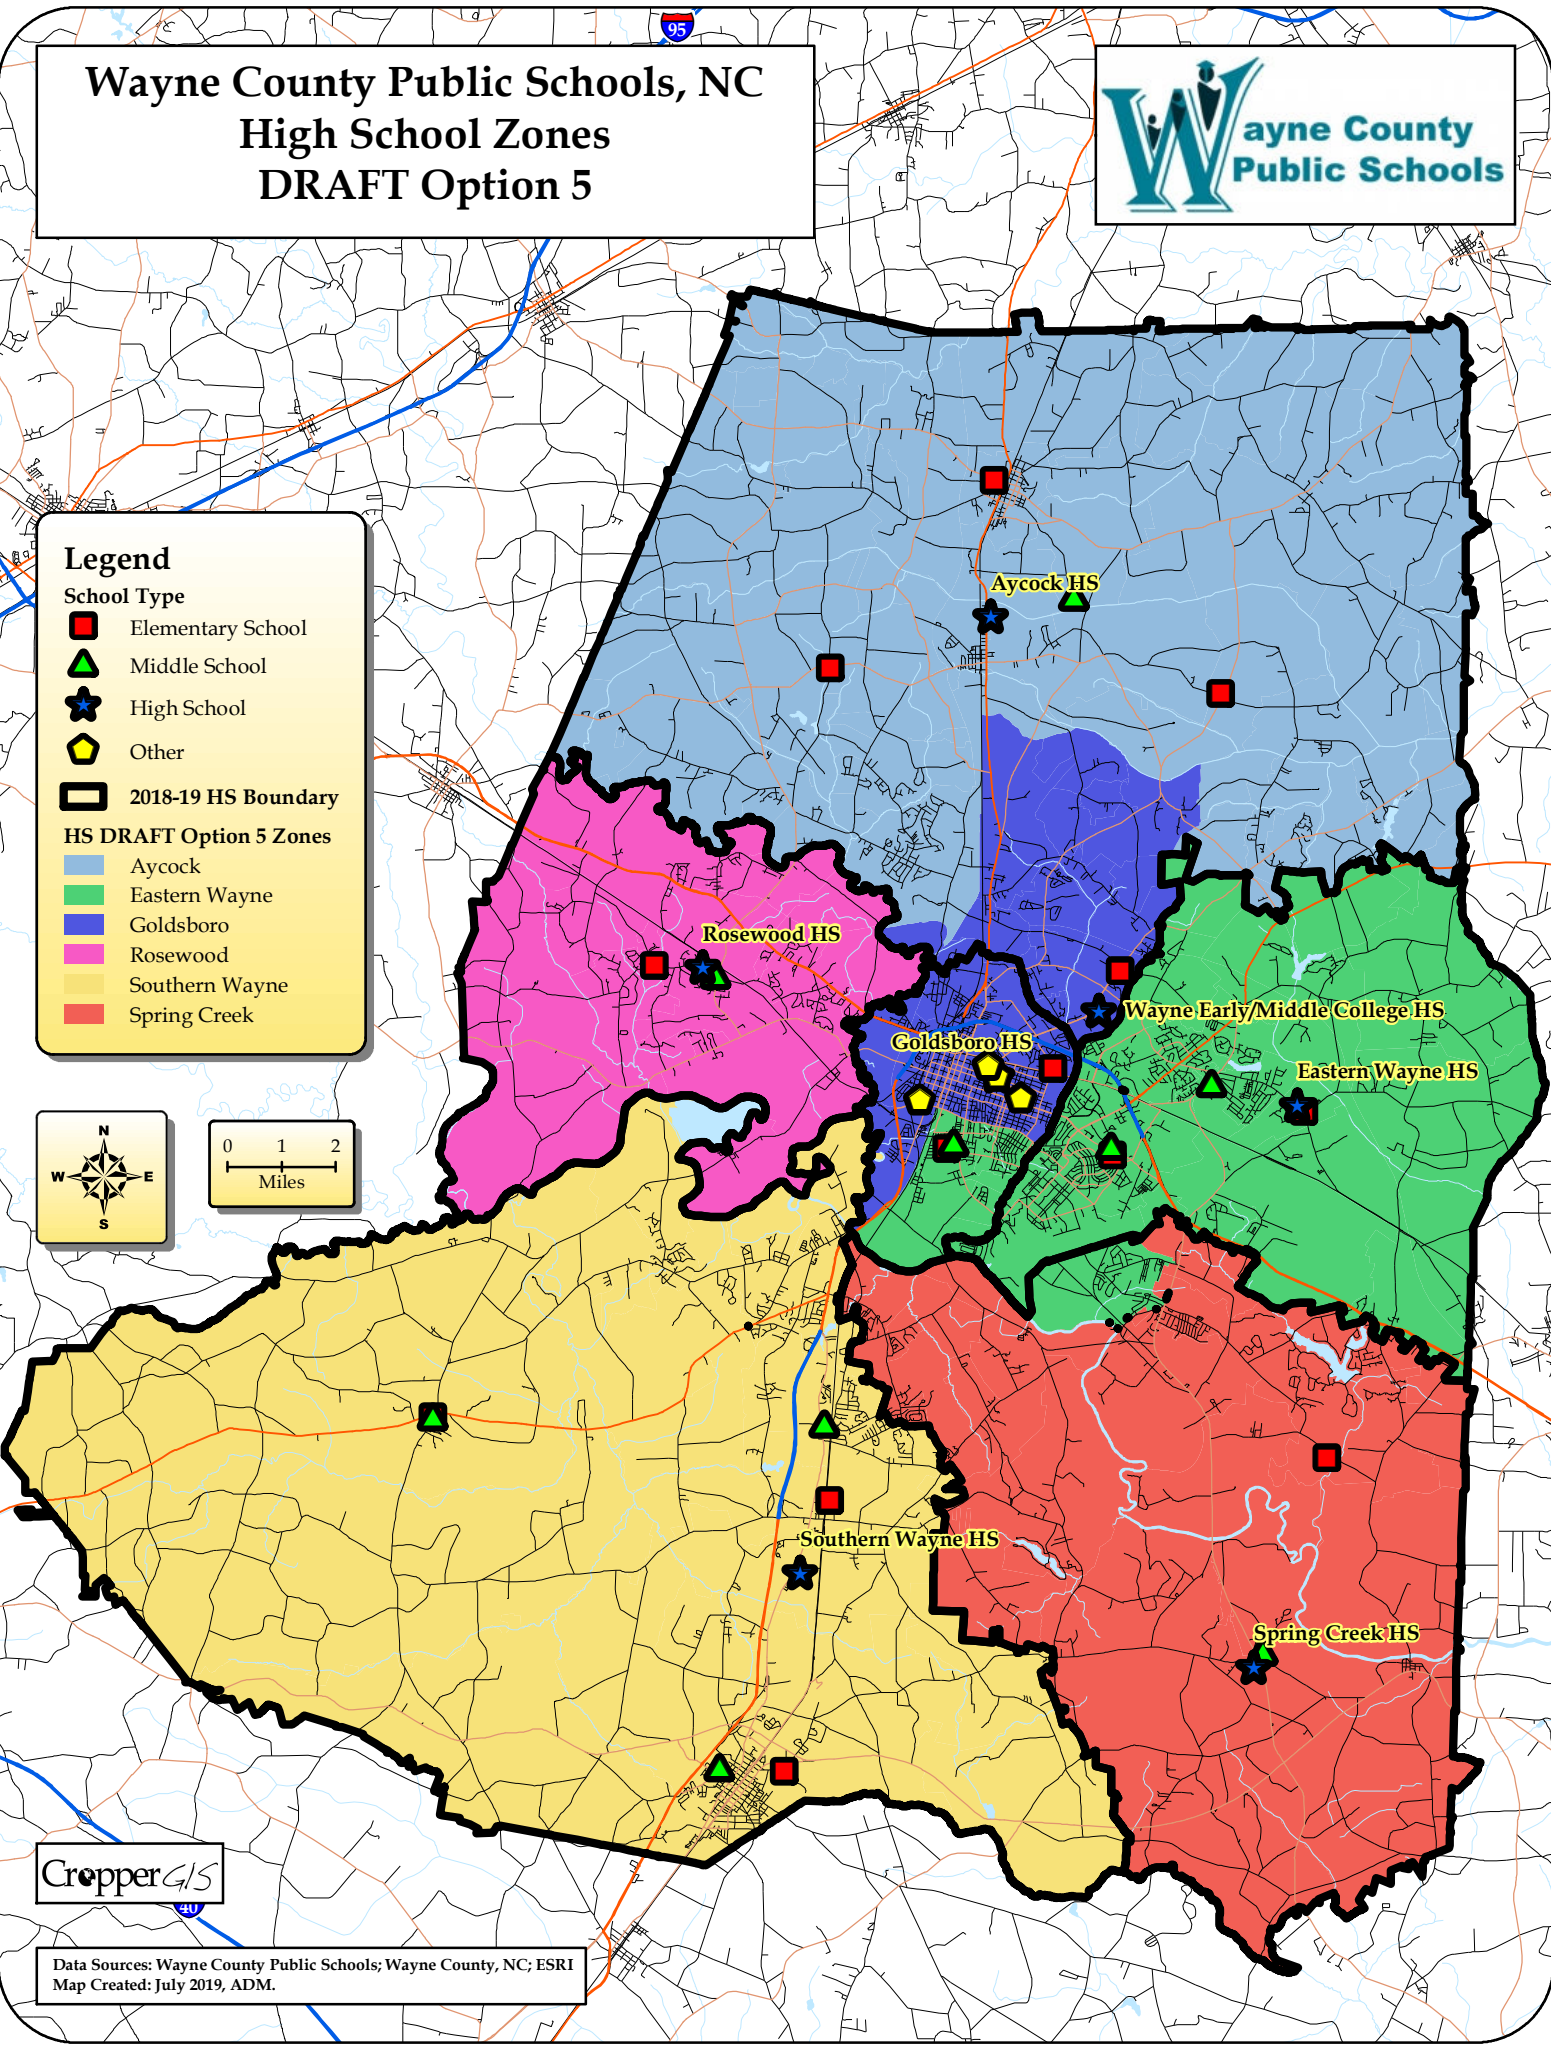 95
Wayne County Public Schools, NC
High School Zones
DRAFT Option 5
Wayne County
Public Schools
Legend
School Type
Elementary School
Middle School
High School
Other
2018-19 HS Boundary
HS DRAFT Option 5 Zones
Aycock
Eastern Wayne
Goldsboro
Rosewood
Southern Wayne
Spring Creek
Aycock HS
Rosewood HS
Wayne Early/Middle College HS
Goldsboro HS
Eastern Wayne HS
N
W E
S
0 1 2
Miles
Southern Wayne HS
Spring Creek HS
Cropper GIS
40
Data Sources: Wayne County Public Schools; Wayne County, NC; ESRI
Map Created: July 2019, ADM.